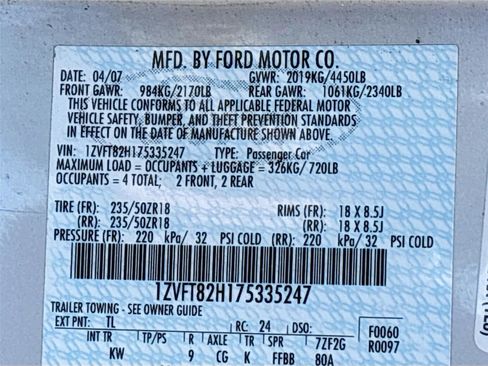 MFD. BY FORD MOTOR CO.
DATE: 04/07 GVWR: 2019KG/4450LB
FRONT GAWR: 984KG/2170LB REAR GAWR: 1061KG/2340LB
THIS VEHICLE CONFORMS TO ALL APPLICABLE FEDERAL MOTOR
VEHICLE SAFETY, BUMPER, AND THEFT PREVENTION STANDARDS
IN EFFECT ON THE DATE OF MANUFACTURE SHOWN ABOVE.
VIN: 1ZVFT82H175335247 TYPE: Passenger Car
MAXIMUM LOAD = OCCUPANTS + LUGGAGE = 326KG/ 720LB
OCCUPANTS = 4 TOTAL; 2 FRONT, 2 REAR
TIRE (FR): 235/50ZR18 RIMS (FR): 18 X 8.5J
(RR): 235/50ZR18 (RR): 18 X 8.5J
PRESSURE (FR): 220 kPa/ 32 PSI COLD (RR): 220 kPa/ 32 PSI COLD
1ZVFT82H175335247
TRAILER TOWING - SEE OWNER GUIDE
EXT PNT: TL RC: 24 F0060
INT TR TP/PS R AXLE TR SPR 7ZF2G R0097
KW 9 CG K FFBB 80A